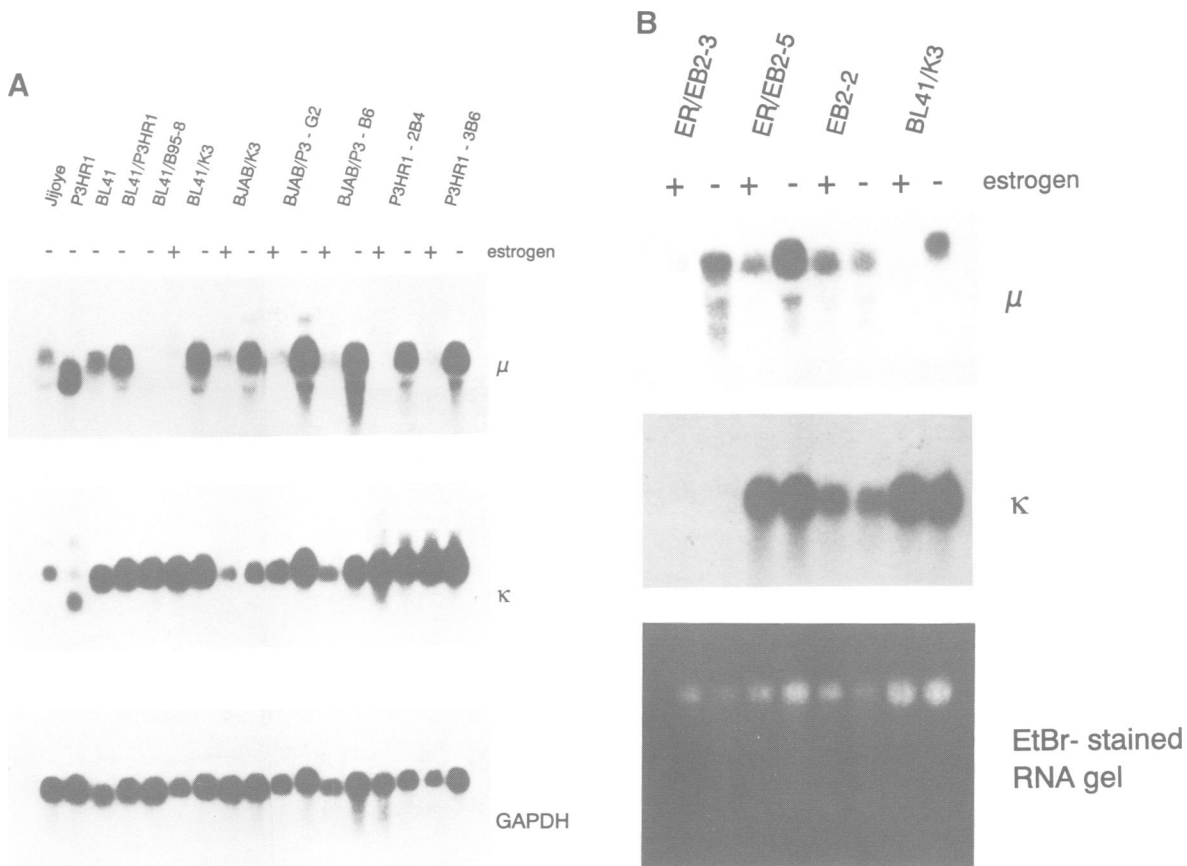 A
Jijoye
P3HR1
BL41
BL41/P3HR1
BL41/B95-8
BL41/K3
BJAB/K3
BJAB/P3 - G2
BJAB/P3 - B6
P3HR1 - 2B4
P3HR1 - 3B6
- - - - - + - + - + - + - + - + - estrogen
μ
κ
GAPDH
B
ER/EB2-3
ER/EB2-5
EB2-2
BL41/K3
+ - + - + - + - estrogen
μ
κ
EtBr- stained
RNA gel